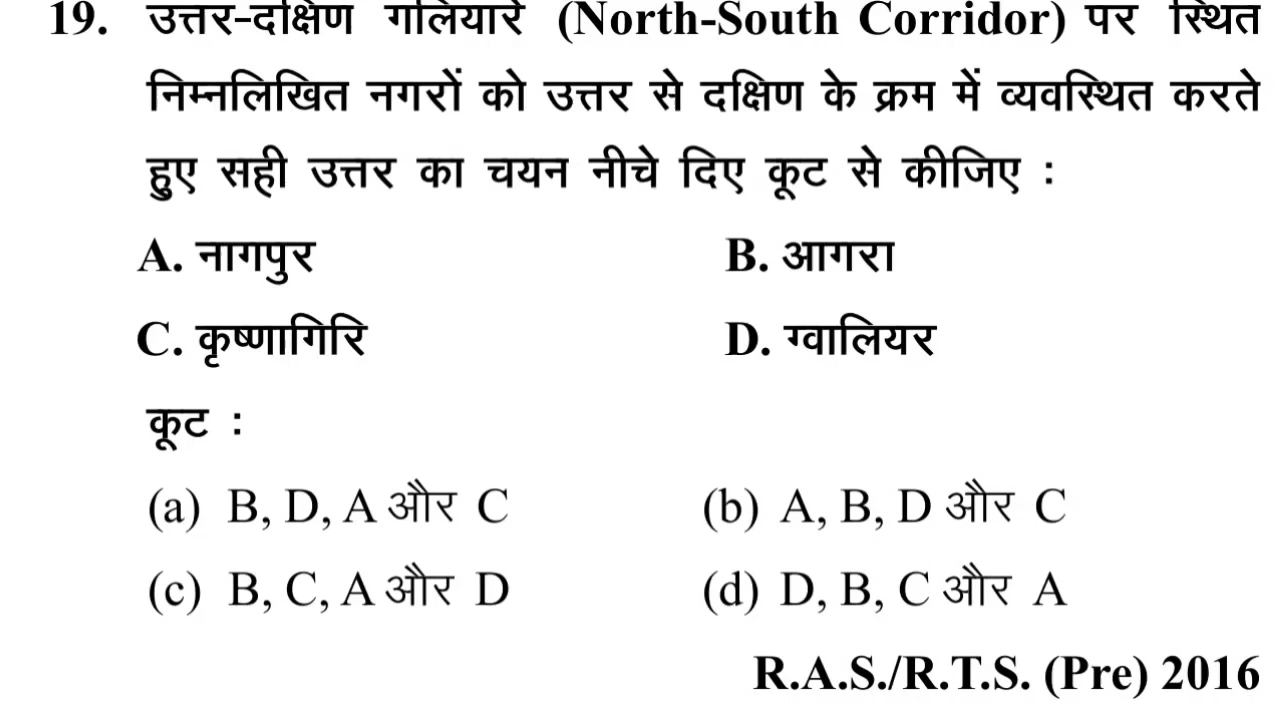 19. उत्तर-दक्षिण गलियारे (North-South Corridor) पर स्थित
निम्नलिखित नगरों को उत्तर से दक्षिण के क्रम में व्यवस्थित करते
हुए सही उत्तर का चयन नीचे दिए कूट से कीजिए :
A. नागपुर B. आगरा
C. कृष्णागिरि D. ग्वालियर
कूट :
(a) B, D, A और C (b) A, B, D और C
(c) B, C, A और D (d) D, B, C और A
R.A.S./R.T.S. (Pre) 2016